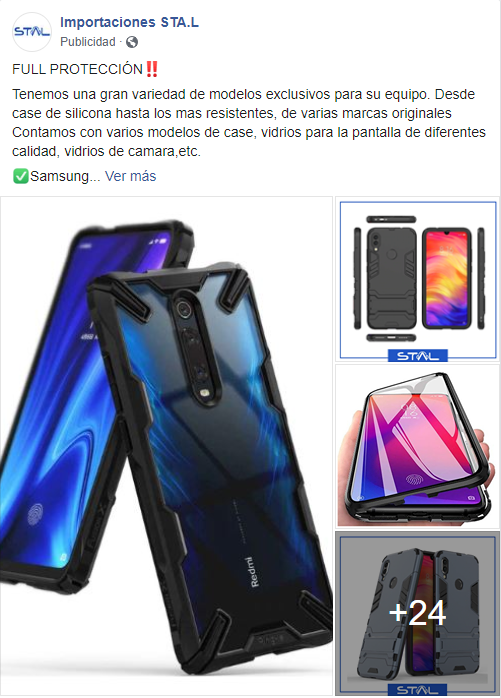 STAL
Importaciones STA.L
Publicidad ·
FULL PROTECCIÓN‼️
Tenemos una gran variedad de modelos exclusivos para su equipo. Desde
case de silicona hasta los mas resistentes, de varias marcas originales
Contamos con varios modelos de case, vidrios para la pantalla de diferentes
calidad, vidrios de camara,etc.
✅Samsung... Ver más
Redmi
Ringke
STAL
+24
STAL